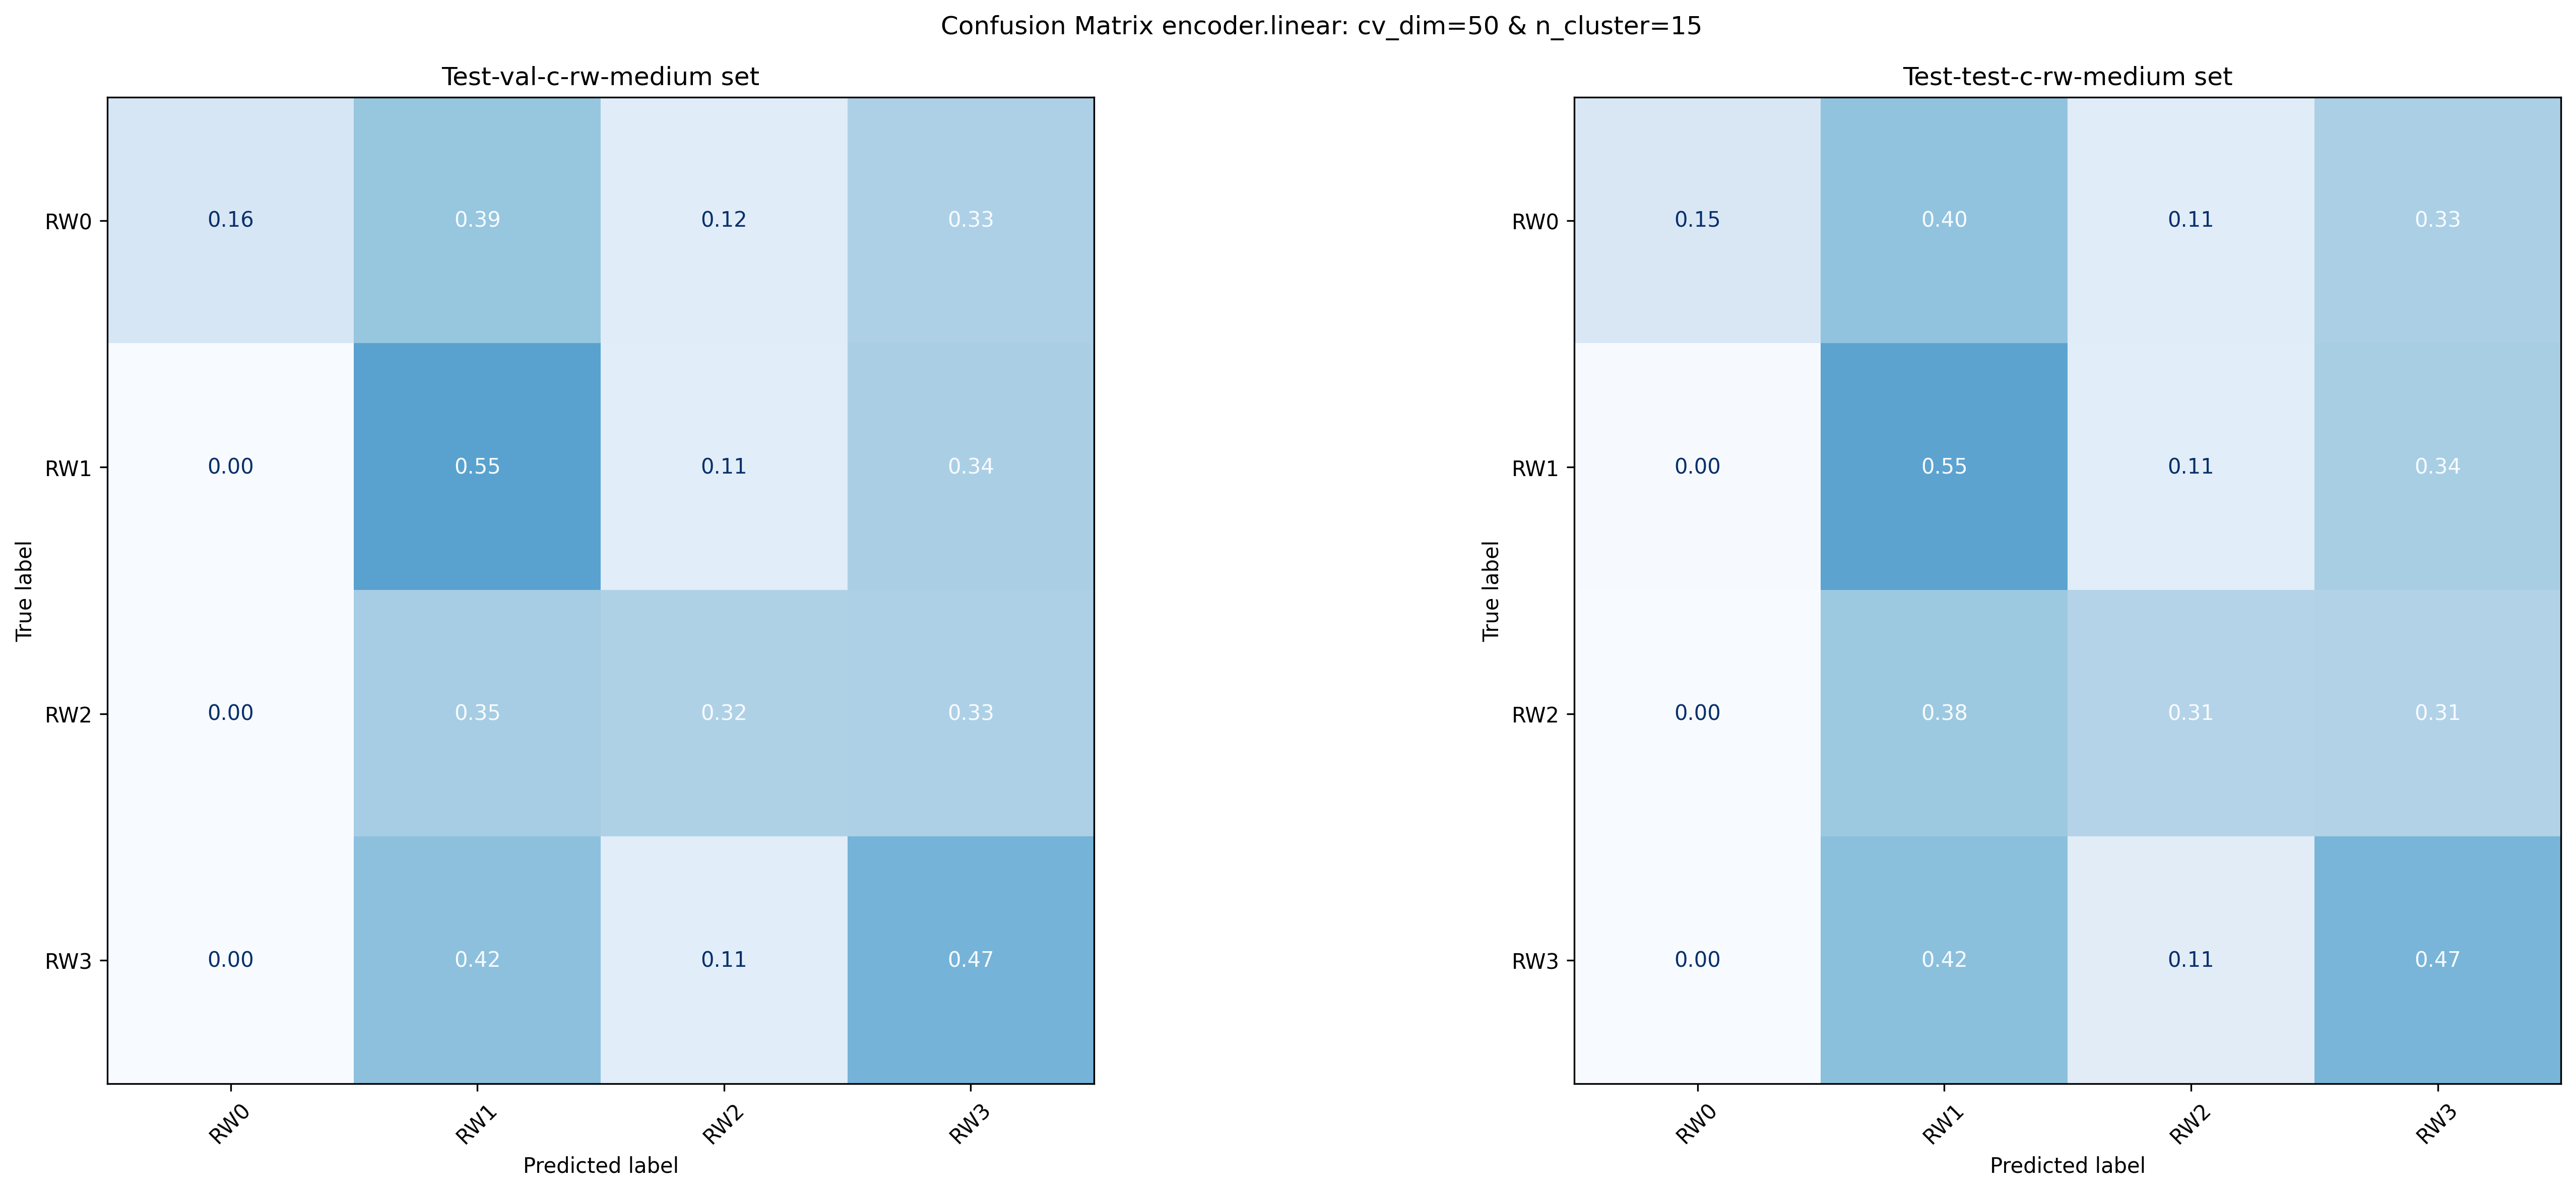 Confusion Matrix encoder.linear: cv_dim=50 & n_cluster=15
Test-val-c-rw-medium set
RW0 0.16 0.39 0.12 0.33
RW1 0.00 0.55 0.11 0.34
RW2 0.00 0.35 0.32 0.33
RW3 0.00 0.42 0.11 0.47
True label
RW0 RW1 RW2 RW3
Predicted label
Test-test-c-rw-medium set
RW0 0.15 0.40 0.11 0.33
RW1 0.00 0.55 0.11 0.34
RW2 0.00 0.38 0.31 0.31
RW3 0.00 0.42 0.11 0.47
True label
RW0 RW1 RW2 RW3
Predicted label